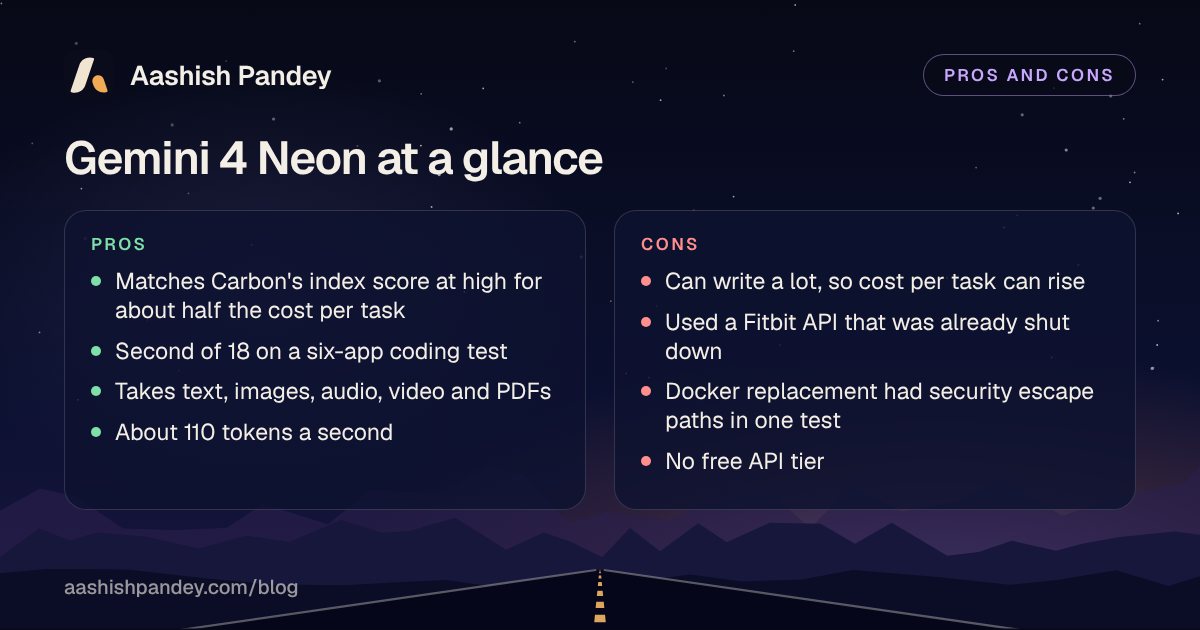 Aashish Pandey
PROS AND CONS
Gemini 4 Neon at a glance
PROS
Matches Carbon's index score at high for
about half the cost per task
Second of 18 on a six-app coding test
Takes text, images, audio, video and PDFs
About 110 tokens a second
CONS
Can write a lot, so cost per task can rise
Used a Fitbit API that was already shut
down
Docker replacement had security escape
paths in one test
No free API tier
aashishpandey.com/blog